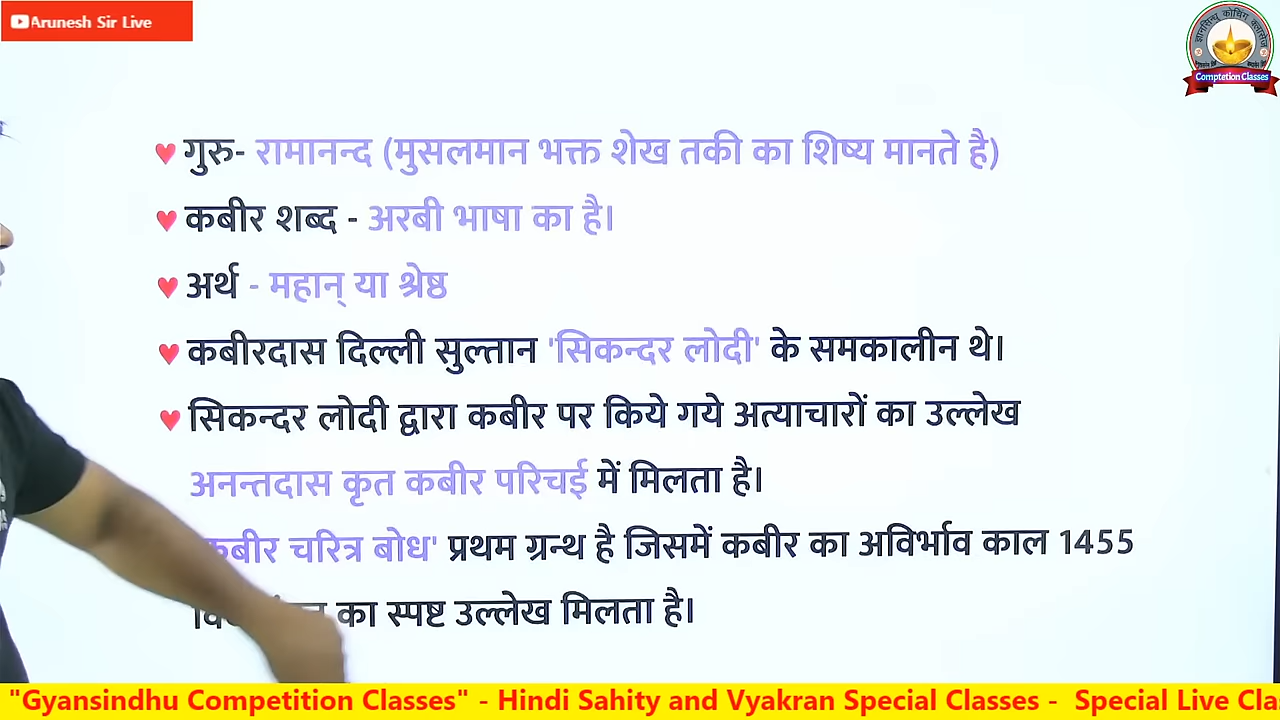 Arunesh Sir Live
ज्ञानसिन्धु कोचिंग क्लासेज
Comptetion Classes
गुरु- रामानन्द (मुसलमान भक्त शेख तकी का शिष्य मानते है)
कबीर शब्द - अरबी भाषा का है।
अर्थ - महान् या श्रेष्ठ
कबीरदास दिल्ली सुल्तान 'सिकन्दर लोदी' के समकालीन थे।
सिकन्दर लोदी द्वारा कबीर पर किये गये अत्याचारों का उल्लेख
अनन्तदास कृत कबीर परिचई में मिलता है।
कबीर चरित्र बोध' प्रथम ग्रन्थ है जिसमें कबीर का अविर्भाव काल 1455
का स्पष्ट उल्लेख मिलता है।
"Gyansindhu Competition Classes" - Hindi Sahity and Vyakran Special Classes - Special Live Cla